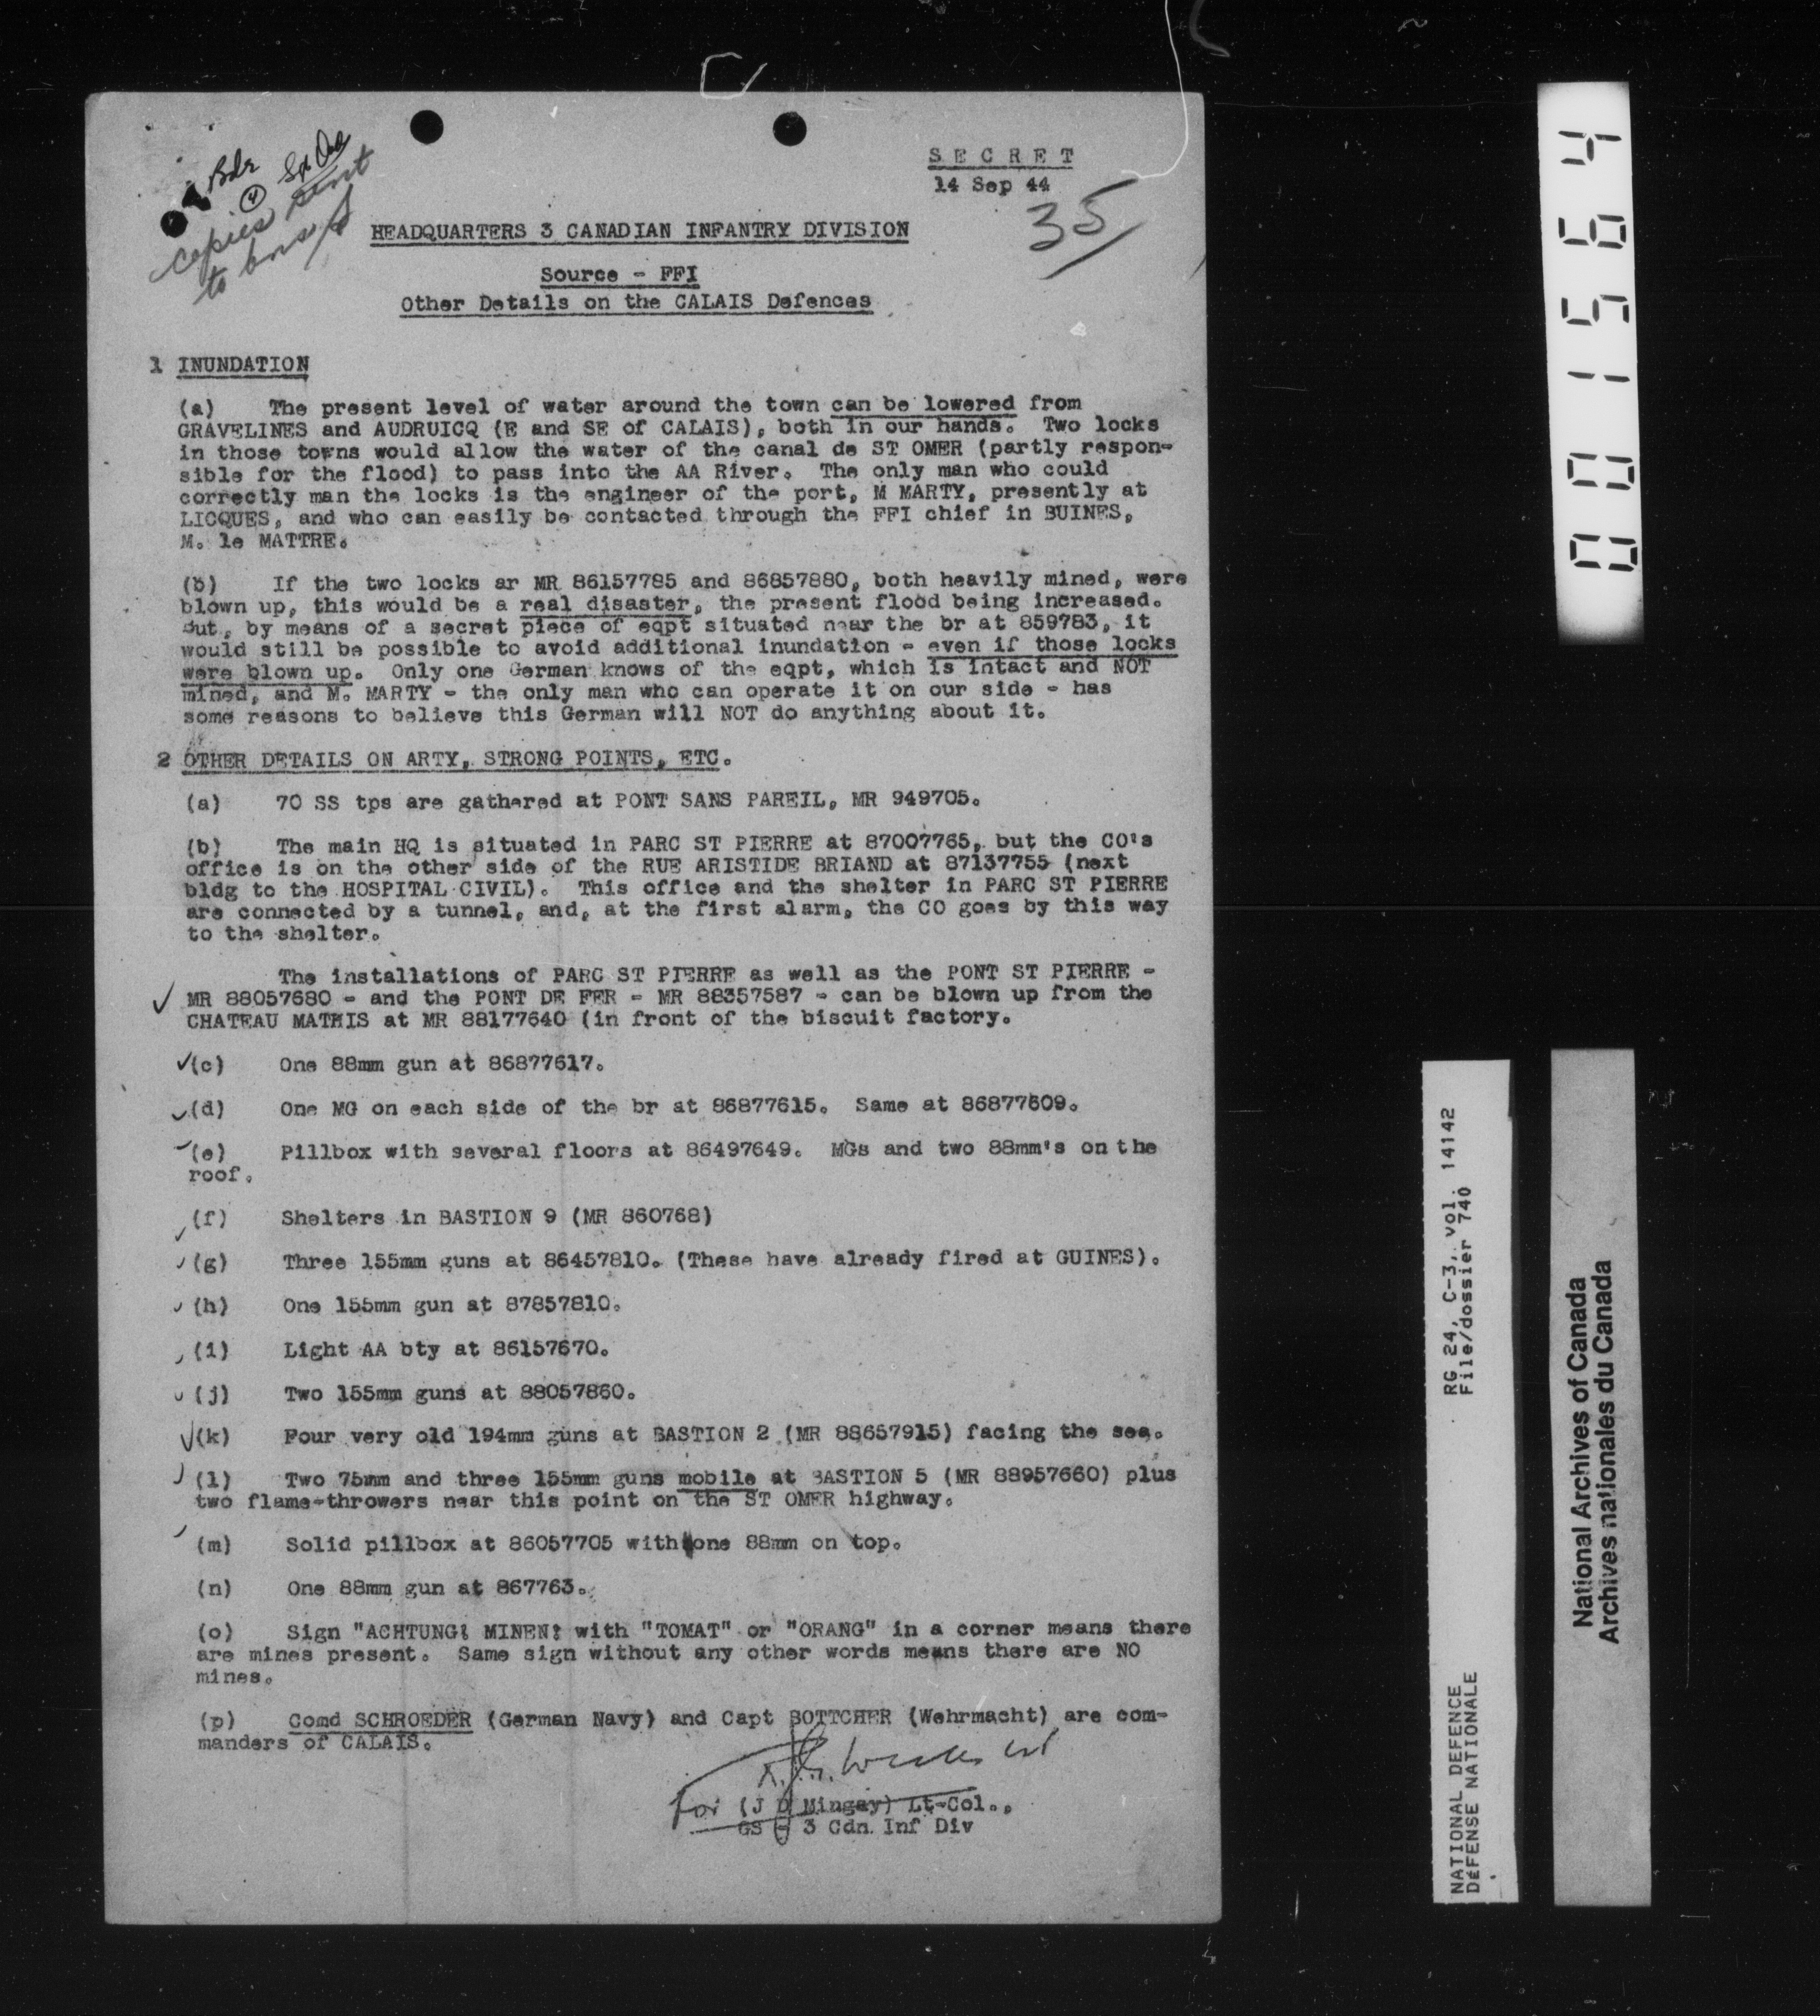 Bdr
④
copies sent
to bns
S E C R E T
14 Sep 44
35
HEADQUARTERS 3 CANADIAN INFANTRY DIVISION
Source - FFI
Other Details on the CALAIS Defences
1 INUNDATION
(a) The present level of water around the town can be lowered from
GRAVELINES and AUDRUICQ (E and SE of CALAIS), both in our hands. Two locks
in those towns would allow the water of the canal de ST OMER (partly respon-
sible for the flood) to pass into the AA River. The only man who could
correctly man the locks is the engineer of the port, M MARTY, presently at
LICQUES, and who can easily be contacted through the FFI chief in BUINES,
M. le MATTRE.
(b) If the two locks ar MR 86157785 and 86857880, both heavily mined, were
blown up, this would be a real disaster, the present flood being increased.
But, by means of a secret piece of eqpt situated near the br at 859783, it
would still be possible to avoid additional inundation - even if those locks
were blown up. Only one German knows of the eqpt, which is intact and NOT
mined, and M. MARTY - the only man who can operate it on our side - has
some reasons to believe this German will NOT do anything about it.
2 OTHER DETAILS ON ARTY, STRONG POINTS, ETC.
(a) 70 SS tps are gathered at PONT SANS PAREIL, MR 949705.
(b) The main HQ is situated in PARC ST PIERRE at 87007765, but the CO's
office is on the other side of the RUE ARISTIDE BRIAND at 87137755 (next
bldg to the HOSPITAL CIVIL). This office and the shelter in PARC ST PIERRE
are connected by a tunnel, and, at the first alarm, the CO goes by this way
to the shelter.
The installations of PARC ST PIERRE as well as the PONT ST PIERRE -
MR 88057680 - and the PONT DE FER - MR 88357587 - can be blown up from the
CHATEAU MATHIS at MR 88177640 (in front of the biscuit factory.
(c) One 88mm gun at 86877617.
(d) One MG on each side of the br at 86877615. Same at 86877609.
(e) Pillbox with several floors at 86497649. MGs and two 88mm's on the
roof.
(f) Shelters in BASTION 9 (MR 860768)
(g) Three 155mm guns at 86457810. (These have already fired at GUINES).
(h) One 155mm gun at 87857810.
(i) Light AA bty at 86157670.
(j) Two 155mm guns at 88057860.
(k) Four very old 194mm guns at BASTION 2 (MR 88657915) facing the sea.
(l) Two 75mm and three 155mm guns mobile at BASTION 5 (MR 88957660) plus
two flame-throwers near this point on the ST OMER highway.
(m) Solid pillbox at 86057705 with one 88mm on top.
(n) One 88mm gun at 867763.
(o) Sign "ACHTUNG! MINEN! with "TOMAT" or "ORANG" in a corner means there
are mines present. Same sign without any other words means there are NO
mines.
(p) Comd SCHROEDER (German Navy) and Capt BOTTCHER (Wehrmacht) are com-
manders of CALAIS.
for (J D Mingay) Lt-Col.,
GS - 3 Cdn Inf Div
001564
RG 24, C-3, vol. 14142
File/dossier 740
NATIONAL DEFENCE
DÉFENSE NATIONALE
National Archives of Canada
Archives nationales du Canada